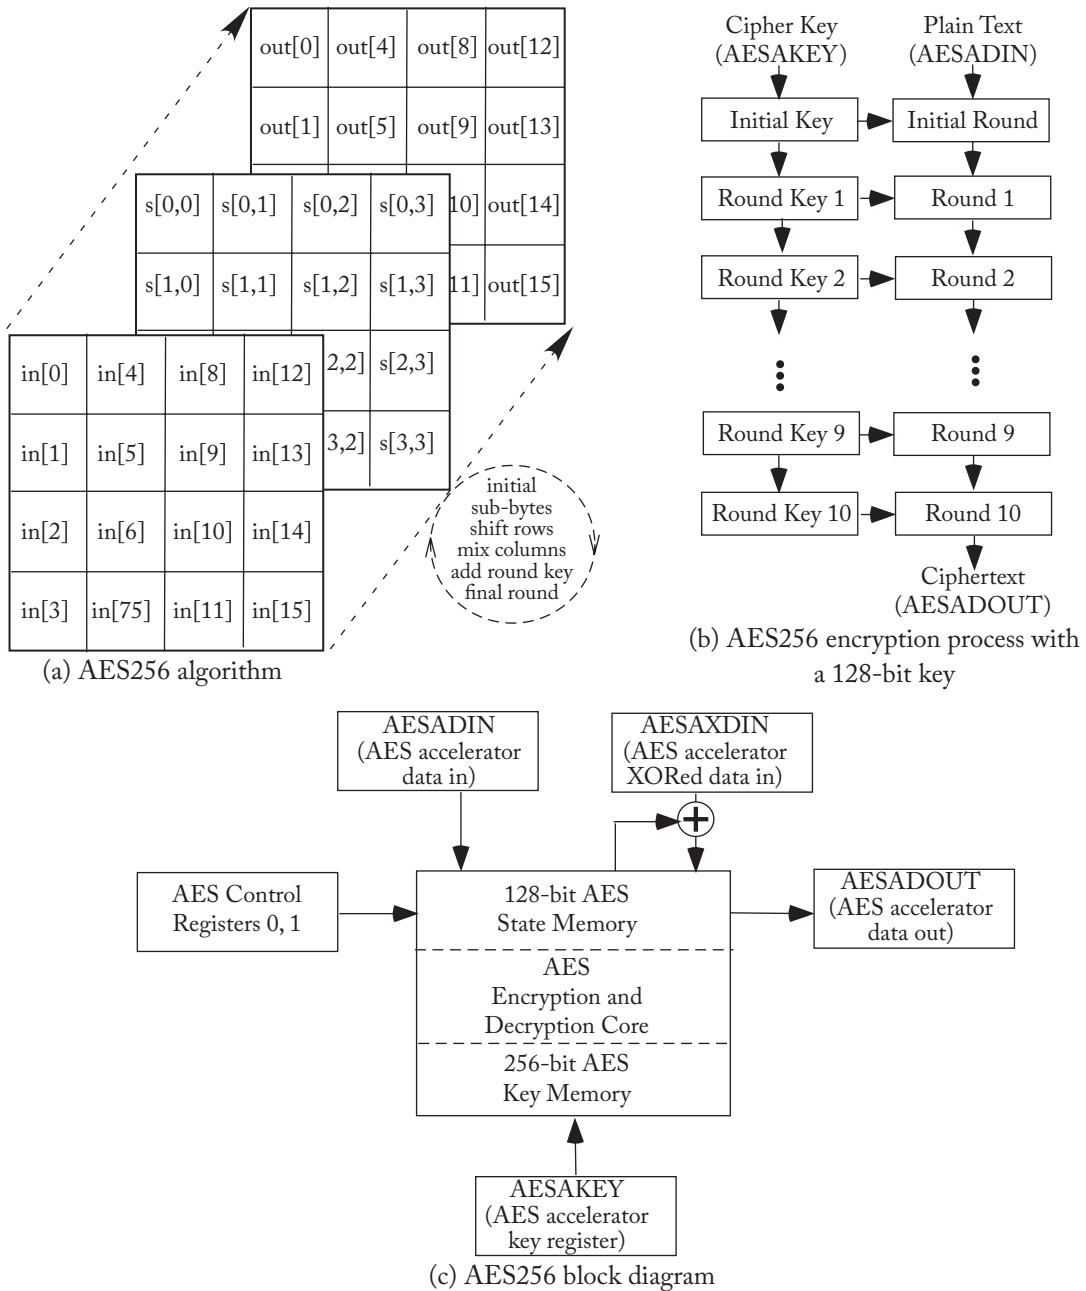 out[0] out[4] out[8] out[12]
out[1] out[5] out[9] out[13]
10] out[14]
11] out[15]
s[0,0] s[0,1] s[0,2] s[0,3]
s[1,0] s[1,1] s[1,2] s[1,3]
2,2] s[2,3]
3,2] s[3,3]
in[0] in[4] in[8] in[12]
in[1] in[5] in[9] in[13]
in[2] in[6] in[10] in[14]
in[3] in[75] in[11] in[15]
initial
sub-bytes
shift rows
mix columns
add round key
final round
(a) AES256 algorithm
Cipher Key
(AESAKEY)
Plain Text
(AESADIN)
Initial Key
Initial Round
Round Key 1
Round 1
Round Key 2
Round 2
Round Key 9
Round 9
Round Key 10
Round 10
Ciphertext
(AESADOUT)
(b) AES256 encryption process with
a 128-bit key
AESADIN
(AES accelerator
data in)
AESAXDIN
(AES accelerator
XORed data in)
AES Control
Registers 0, 1
128-bit AES
State Memory
AES
Encryption and
Decryption Core
256-bit AES
Key Memory
AESADOUT
(AES accelerator
data out)
AESAKEY
(AES accelerator
key register)
(c) AES256 block diagram